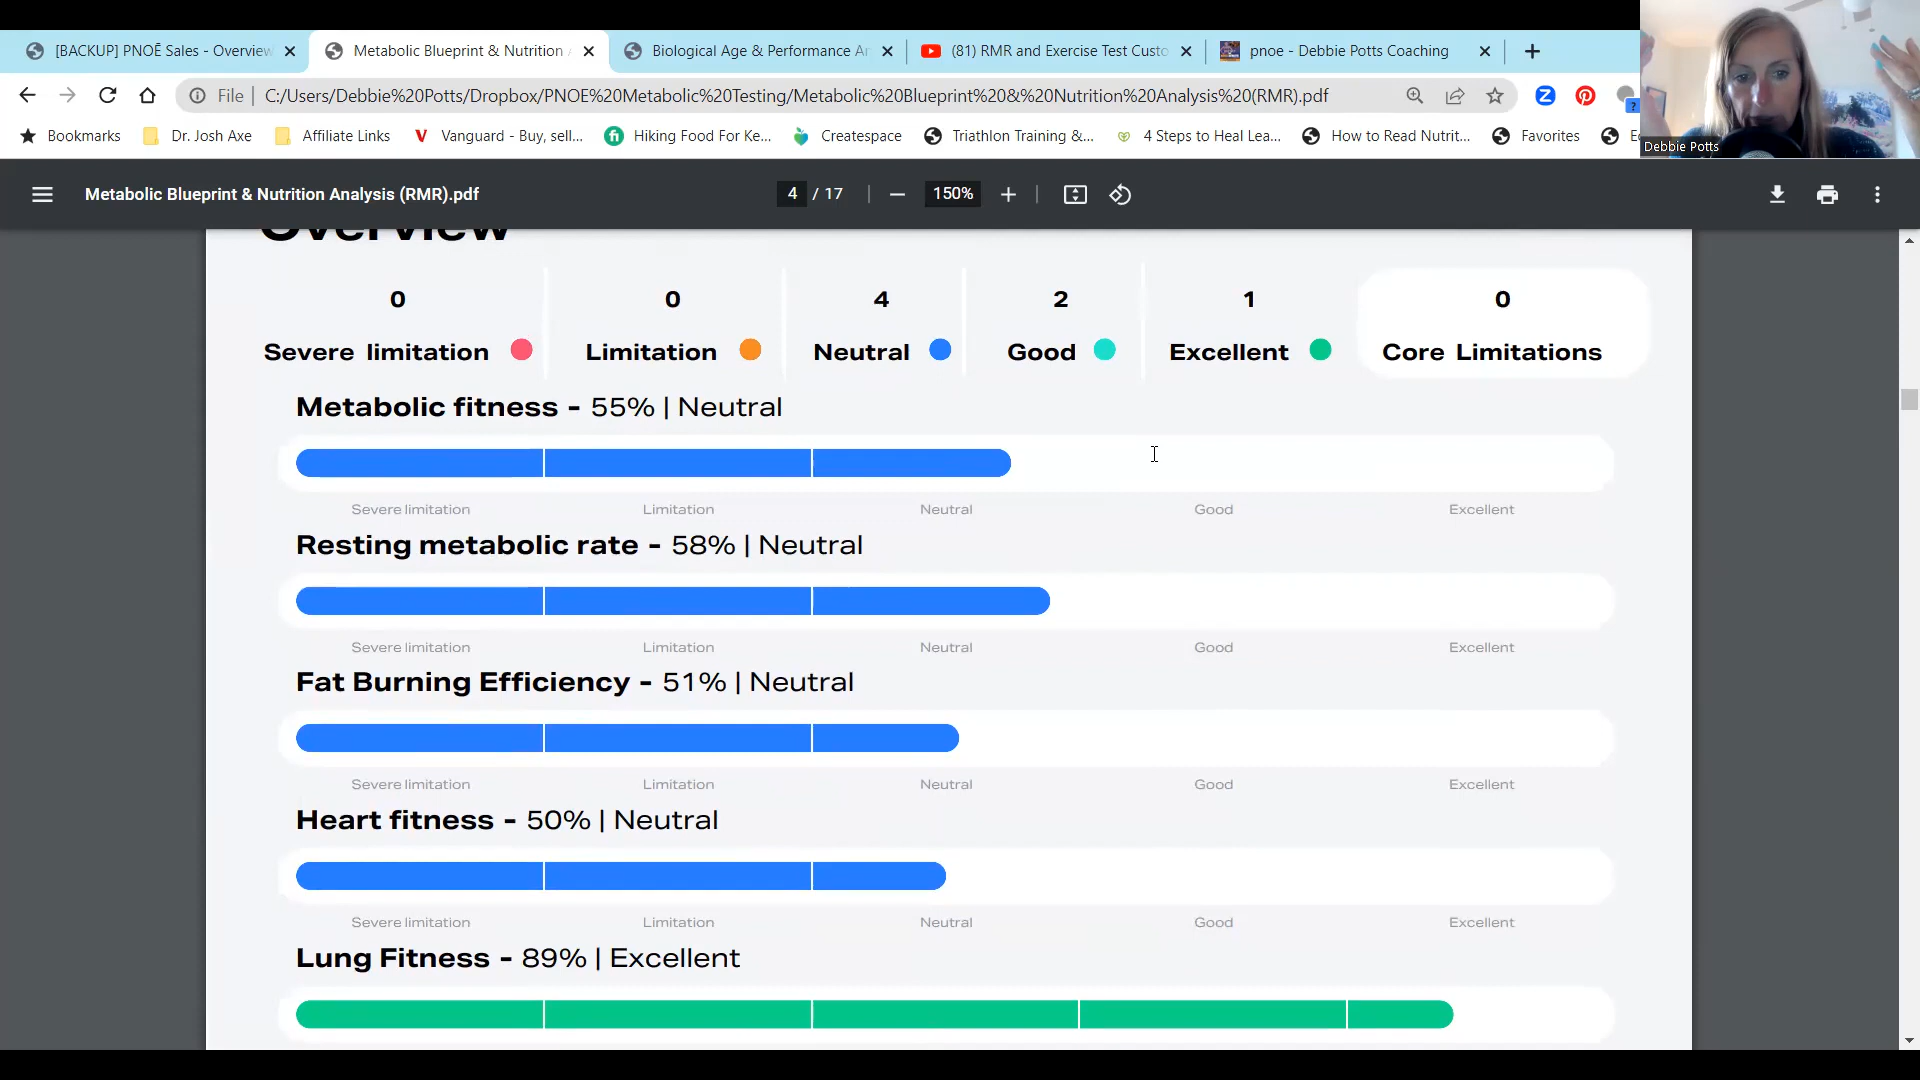 [BACKUP] PNOĒ Sales - Overview
Metabolic Blueprint & Nutrition
Biological Age & Performance
(81) RMR and Exercise Test Custo
pnoe - Debbie Potts Coaching
File
C:/Users/Debbie%20Potts/Dropbox/PNOE%20Metabolic%20Testing/Metabolic%20Blueprint%20&%20Nutrition%20Analysis%20(RMR).pdf
Bookmarks
Dr. Josh Axe
Affiliate Links
Vanguard - Buy, sell...
Hiking Food For Ke...
Createspace
Triathlon Training &...
4 Steps to Heal Lea...
How to Read Nutrit...
Favorites
Debbie Potts
Metabolic Blueprint & Nutrition Analysis (RMR).pdf
4 / 17
150%
Overview
0 0 4 2 1 0
Severe limitation Limitation Neutral Good Excellent Core Limitations
Metabolic fitness - 55% | Neutral
Severe limitation Limitation Neutral Good Excellent
Resting metabolic rate - 58% | Neutral
Severe limitation Limitation Neutral Good Excellent
Fat Burning Efficiency - 51% | Neutral
Severe limitation Limitation Neutral Good Excellent
Heart fitness - 50% | Neutral
Severe limitation Limitation Neutral Good Excellent
Lung Fitness - 89% | Excellent